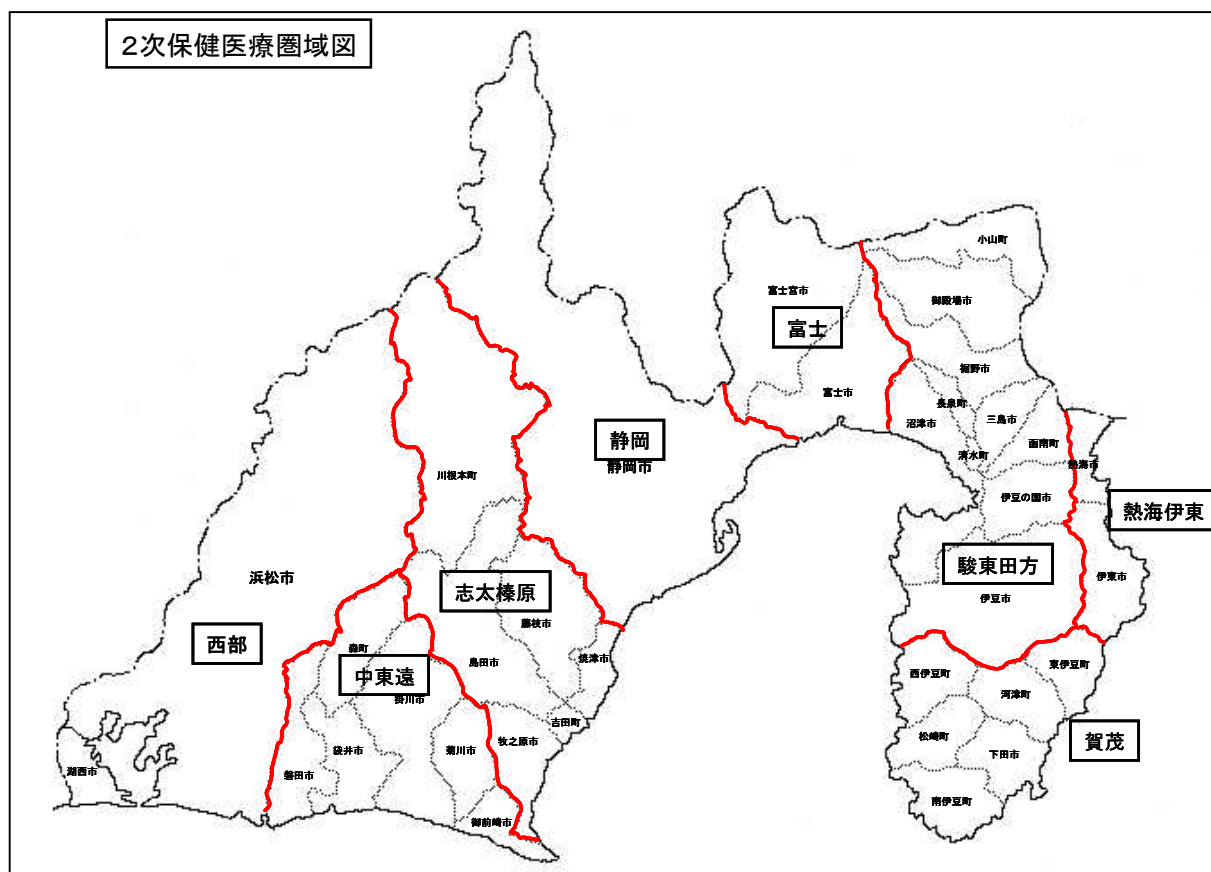 ２次保健医療圏域図
小山町
富士宮市
御殿場市
富士
裾野市
富士市
長泉町
沼津市
三島市
函南町
静岡
静岡市
清水町
熱海市
川根本町
伊豆の国市
熱海伊東
駿東田方
浜松市
伊東市
志太榛原
伊豆市
藤枝市
西部
森町
焼津市
島田市
中東遠
掛川市
東伊豆町
西伊豆町
河津町
吉田町
牧之原市
賀茂
松崎町
袋井市
菊川市
下田市
湖西市
磐田市
南伊豆町
御前崎市